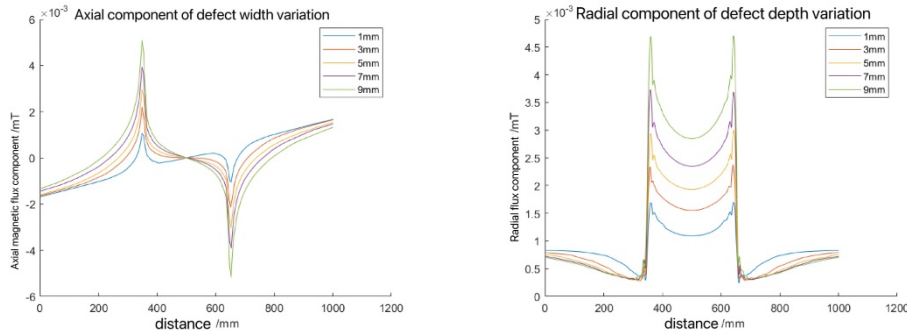 Axial component of defect width variation
×10⁻³
6
4
2
0
-2
-4
-6
0
200
400
600
800
1000
1200
Axial magnetic flux component /mT
distance /mm
1mm
3mm
5mm
7mm
9mm
Radial component of defect depth variation
×10⁻³
5
4.5
4
3.5
3
2.5
2
1.5
1
0.5
0
0
200
400
600
800
1000
1200
Radial flux component /mT
distance /mm
1mm
3mm
5mm
7mm
9mm